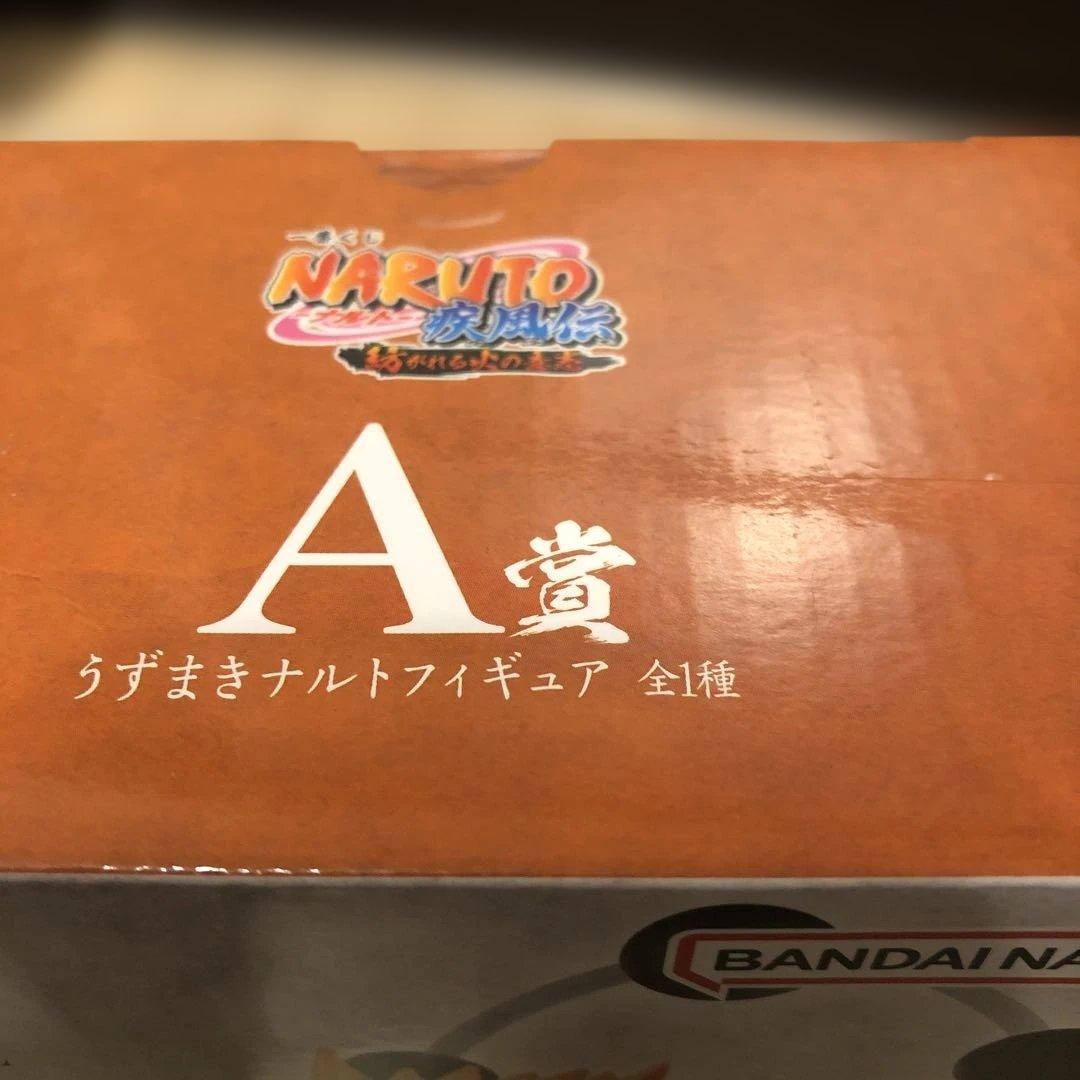 一番くじ
NARUTO
ーナルトー
疾風伝
紡がれる火の意志
A賞
うずまきナルトフィギュア 全1種
BANDAI NA